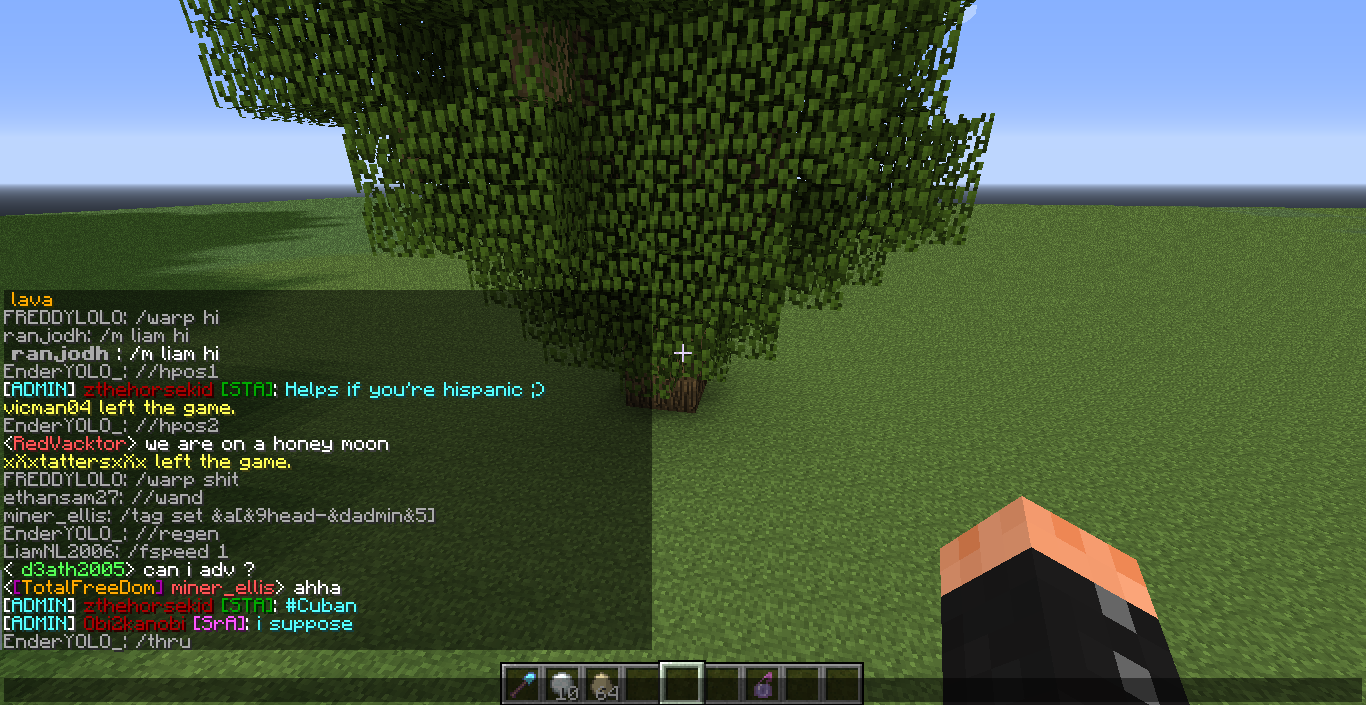 lava
FREDDYLOLO: /warp hi
ranjodh: /m liam hi
ranjodh : /m liam hi
EnderYOLO_: //hpos1
[ADMIN] zthehorsekid [STA]: Helps if you're hispanic ;)
vicman04 left the game.
EnderYOLO_: //hpos2
<RedVacktor> we are on a honey moon
xXxtattersxXx left the game.
FREDDYLOLO: /warp shit
ethansam27: //wand
miner_ellis: /tag set &a[&9head-&dadmin&5]
EnderYOLO_: //regen
LiamNL2006: /fspeed 1
< d3ath2005> can i adv ?
<[TotalFreeDom] miner_ellis> ahha
[ADMIN] zthehorsekid [STA]: #Cuban
[ADMIN] 0bi2kanobi [SrA]: i suppose
EnderYOLO_: /thru
10 64